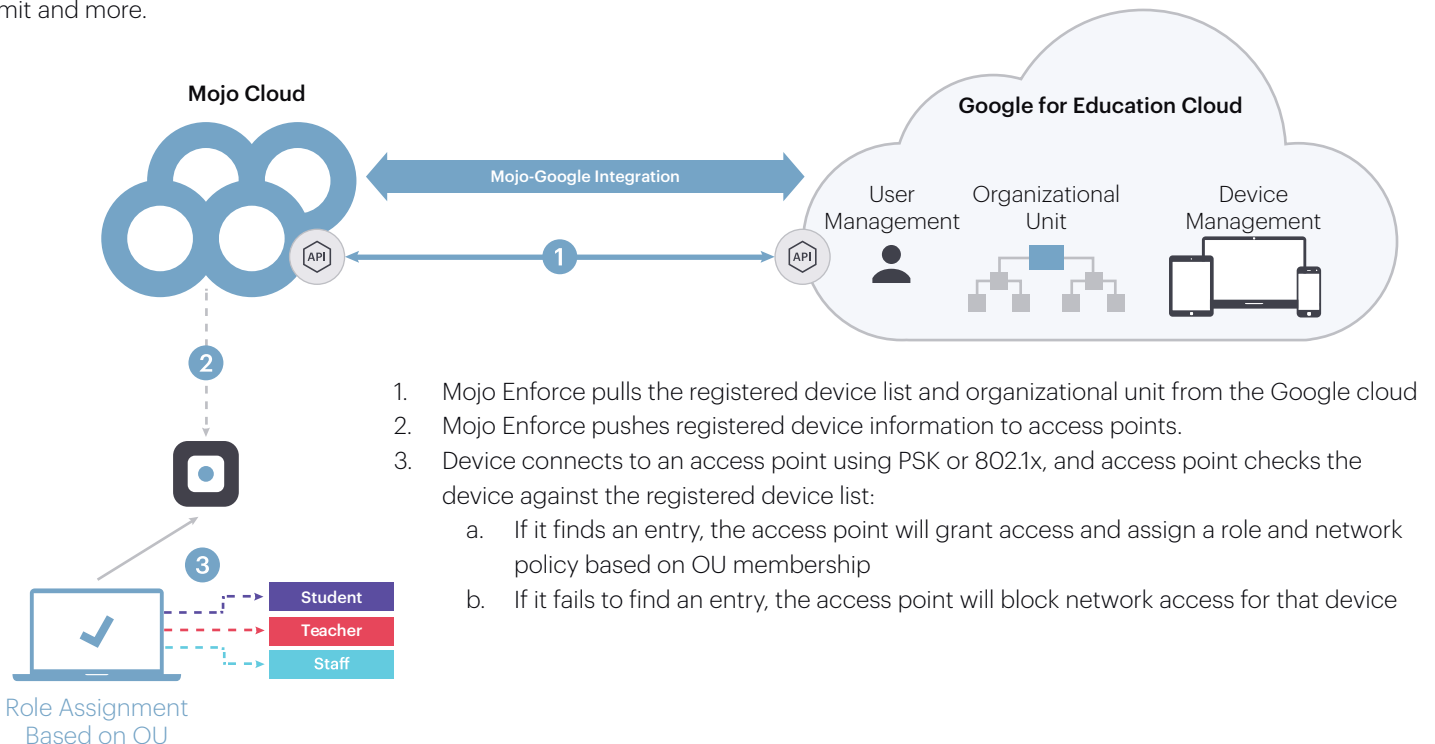 mit and more.
Mojo Cloud
Google for Education Cloud
Mojo-Google Integration
User
Management
Organizational
Unit
Device
Management
API
1
API
2
1. Mojo Enforce pulls the registered device list and organizational unit from the Google cloud
2. Mojo Enforce pushes registered device information to access points.
3. Device connects to an access point using PSK or 802.1x, and access point checks the
device against the registered device list:
a. If it finds an entry, the access point will grant access and assign a role and network
policy based on OU membership
b. If it fails to find an entry, the access point will block network access for that device
3
Student
Teacher
Staff
Role Assignment
Based on OU